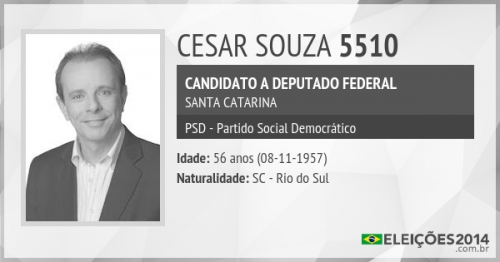 CESAR SOUZA 5510
CANDIDATO A DEPUTADO FEDERAL
SANTA CATARINA
PSD - Partido Social Democrático
Idade: 56 anos (08-11-1957)
Naturalidade: SC - Rio do Sul
ELEIÇÕES2014
.com.br